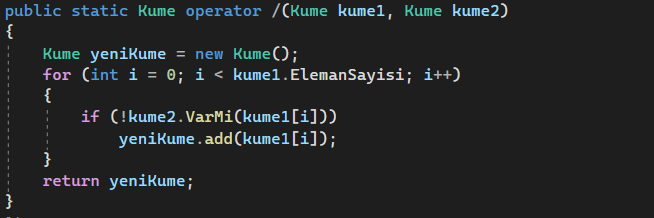 public static Kume operator /(Kume kume1, Kume kume2)
{
Kume yeniKume = new Kume();
for (int i = 0; i < kume1.ElemanSayisi; i++)
{
if (!kume2.VarMi(kume1[i]))
yeniKume.add(kume1[i]);
}
return yeniKume;
}